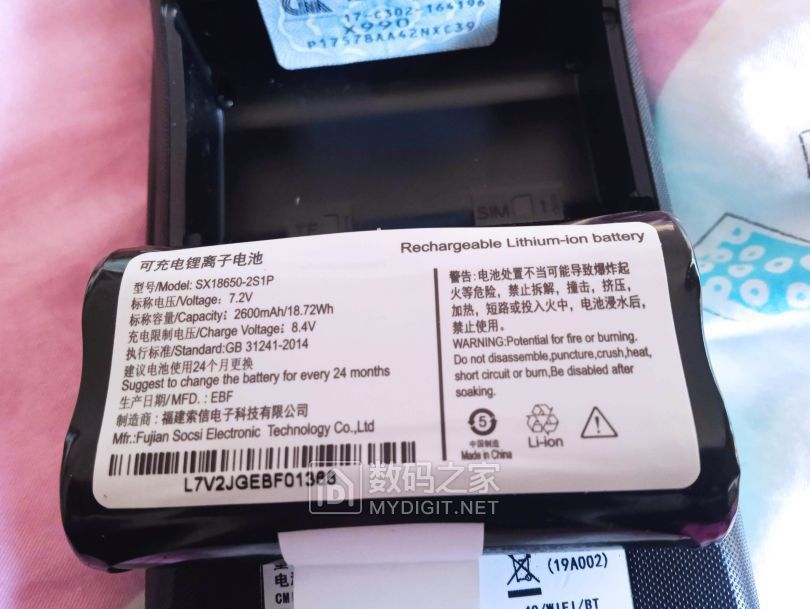 17-C302-164196
X990
P1757BAA42NXC39
SIM
可充电锂离子电池
Rechargeable Lithium-ion battery
型号/Model: SX18650-2S1P
标称电压/Voltage: 7.2V
标称容量/Capacity: 2600mAh/18.72Wh
充电限制电压/Charge Voltage: 8.4V
执行标准/Standard:GB 31241-2014
建议电池使用24个月更换
Suggest to change the battery for every 24 months
生产日期/MFD.: EBF
制造商: 福建索信电子科技有限公司
Mfr.:Fujian Socsi Electronic Technology Co.,Ltd
警告:电池处置不当可能导致爆炸起
火等危险，禁止拆解，撞击，挤压，
加热，短路或投入火中，电池浸水后，
禁止使用。
WARNING:Potential for fire or burning.
Do not disassemble,puncture,crush,heat,
short circuit or burn,Be disabled after
soaking.
5
中国制造
Made in China
Li-ion
L7V2JGEBF01
数码之家
MYDIGIT.NET
(19A002)
/WIFI/BT